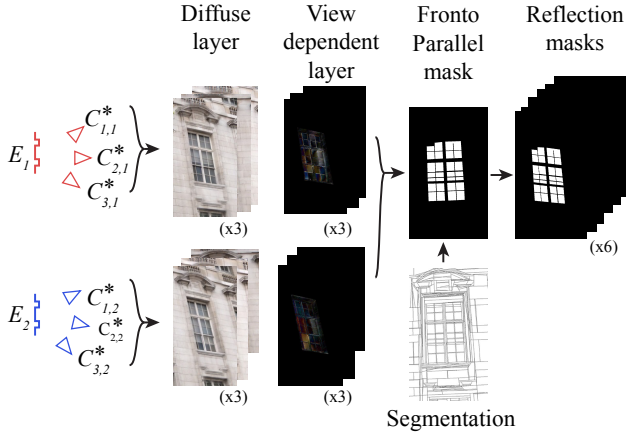 Diffuse
layer
View
dependent
layer
Fronto
Parallel
mask
Reflection
masks
E1
C*1,1
C*2,1
C*3,1
(x3)
(x3)
(x6)
E2
C*1,2
C*2,2
C*3,2
(x3)
(x3)
Segmentation